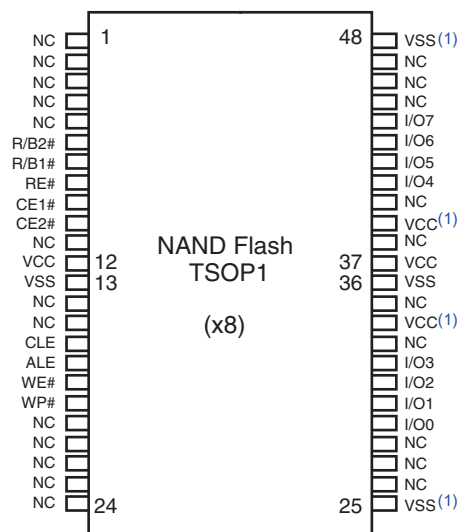 NC 1 48 VSS(1)
NC NC
NC NC
NC NC
NC I/O7
R/B2# I/O6
R/B1# I/O5
RE# I/O4
CE1# NC
CE2# VCC(1)
NC NC
VCC 12 37 VCC
VSS 13 36 VSS
NAND Flash
TSOP1
(x8)
NC NC
NC VCC(1)
CLE NC
ALE I/O3
WE# I/O2
WP# I/O1
NC I/O0
NC NC
NC NC
NC NC
NC 24 25 VSS(1)